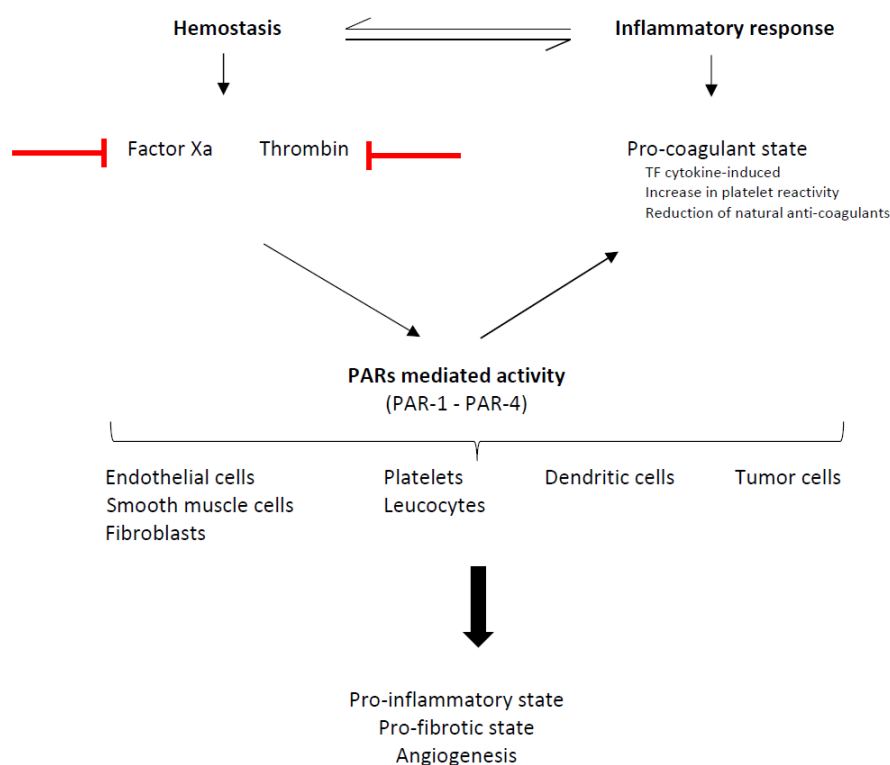 Hemostasis
Inflammatory response
Factor Xa
Thrombin
Pro-coagulant state
TF cytokine-induced
Increase in platelet reactivity
Reduction of natural anti-coagulants
PARs mediated activity
(PAR-1 - PAR-4)
Endothelial cells
Smooth muscle cells
Fibroblasts
Platelets
Leucocytes
Dendritic cells
Tumor cells
Pro-inflammatory state
Pro-fibrotic state
Angiogenesis